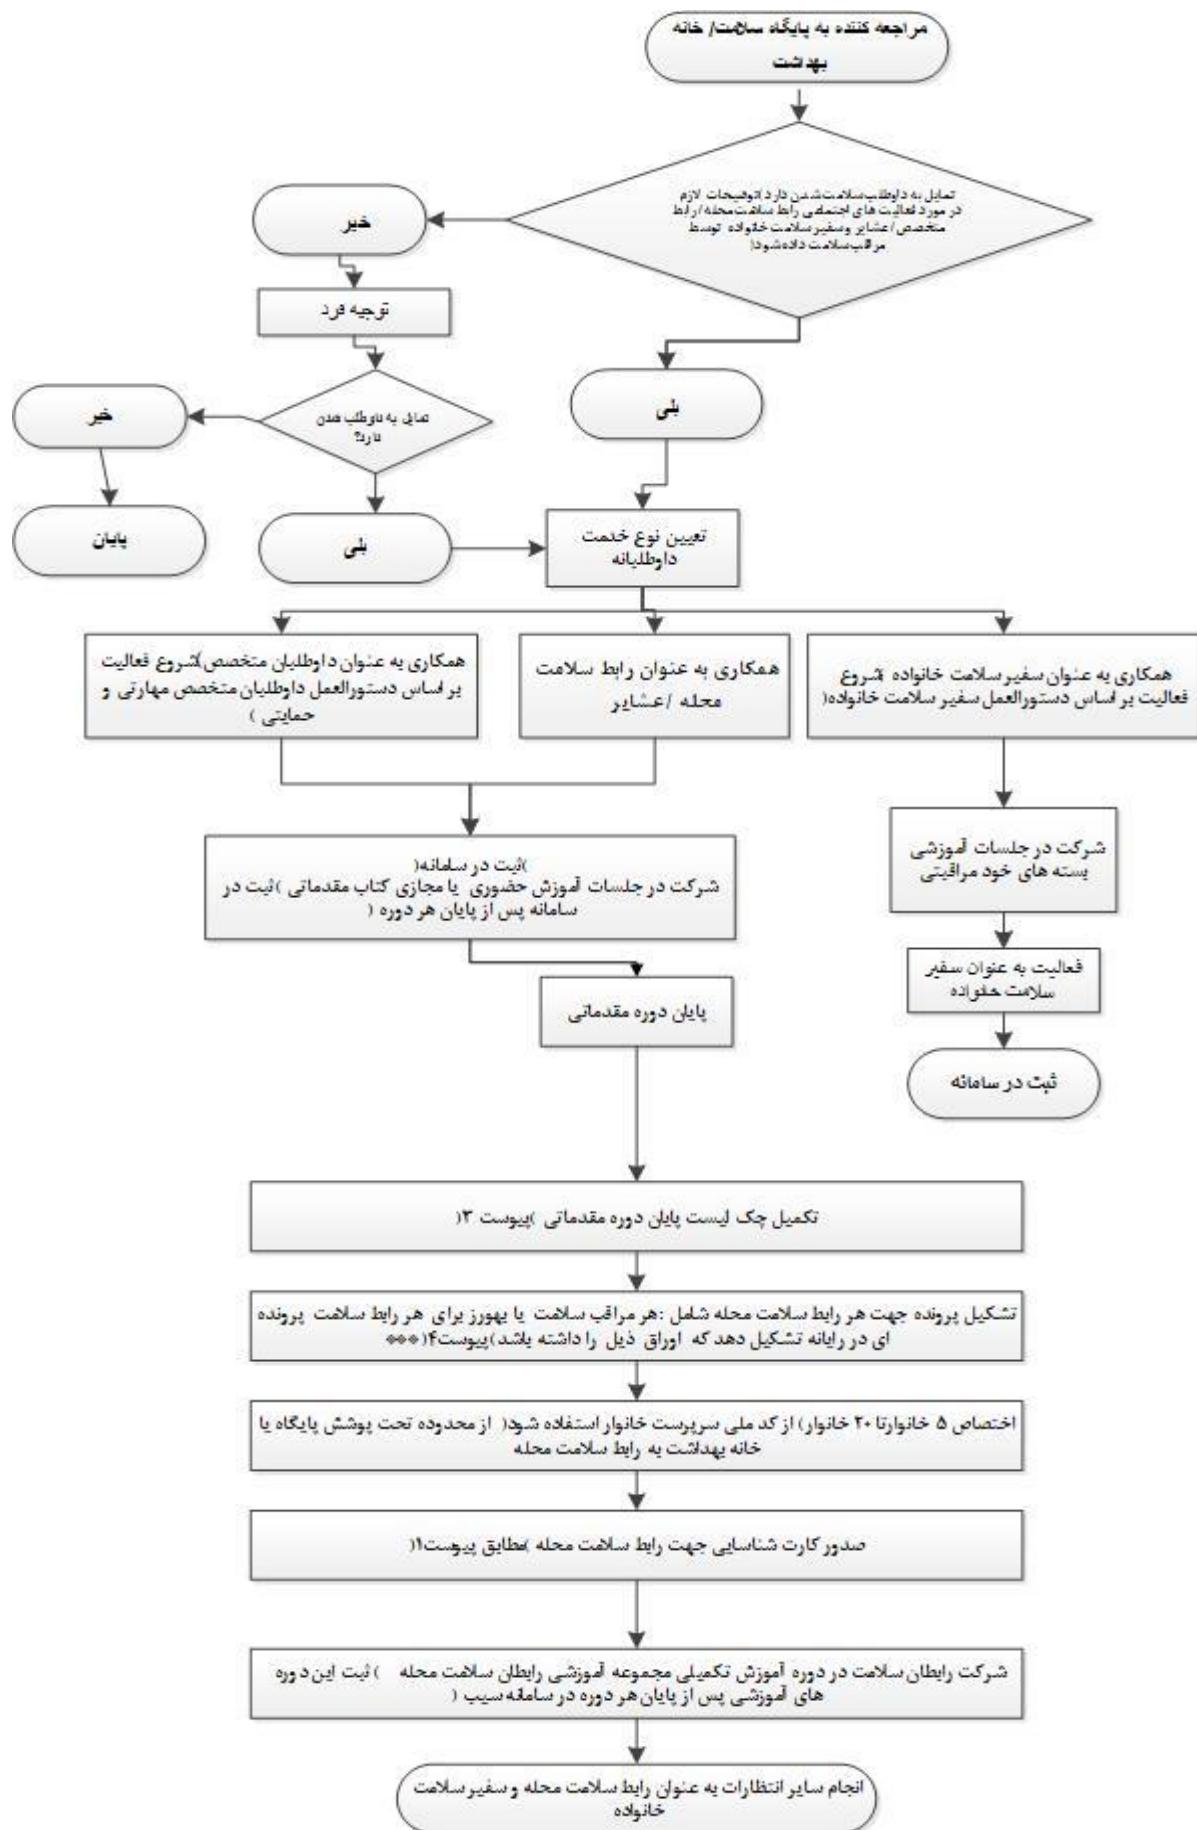 مراجعه کننده به پایگاه سلامت/ خانه
بهداشت
تمایل به داوطلب سلامت شدن دارد)توضیحات لازم
در مورد فعالیت های اجتماعی رابط سلامت محله/رابط
متخصص/عشایر و سفیر سلامت خانواده توسط
مراقب سلامت داده شود(
خیر
توجیه فرد
تمایل به داوطلب شدن
دارد؟
خیر
پایان
بلی
بلی
تعیین نوع خدمت
داوطلبانه
همکاری به عنوان داوطلبان متخصص)شروع فعالیت
بر اساس دستورالعمل داوطلبان متخصص مهارتی و
حمایتی )
همکاری به عنوان رابط سلامت
محله /عشایر
همکاری به عنوان سفیر سلامت خانواده )شروع
فعالیت بر اساس دستورالعمل سفیر سلامت خانواده(
)ثبت در سامانه(
شرکت در جلسات آموزش حضوری یا مجازی کتاب مقدماتی )ثبت در
سامانه پس از پایان هر دوره (
پایان دوره مقدماتی
شرکت در جلسات آموزشی
بسته های خود مراقبتی
فعالیت به عنوان سفیر
سلامت خانواده
ثبت در سامانه
تکمیل چک لیست پایان دوره مقدماتی )پیوست ۳(
تشکیل پرونده جهت هر رابط سلامت محله شامل :هر مراقب سلامت یا بهورز برای هر رابط سلامت پرونده
ای در رایانه تشکیل دهد که اوراق ذیل را داشته باشد)پیوست۴(***
اختصاص ۵ خانوارتا ۲۰ خانوار) از کد ملی سرپرست خانوار استفاده شود( از محدوده تحت پوشش پایگاه یا
خانه بهداشت به رابط سلامت محله
صدور کارت شناسایی جهت رابط سلامت محله )مطابق پیوست۱(
شرکت رابطان سلامت در دوره آموزش تکمیلی مجموعه آموزشی رابطان سلامت محله )ثبت این دوره
های آموزشی پس از پایان هر دوره در سامانه سیب (
انجام سایر انتظارات به عنوان رابط سلامت محله و سفیر سلامت
خانواده